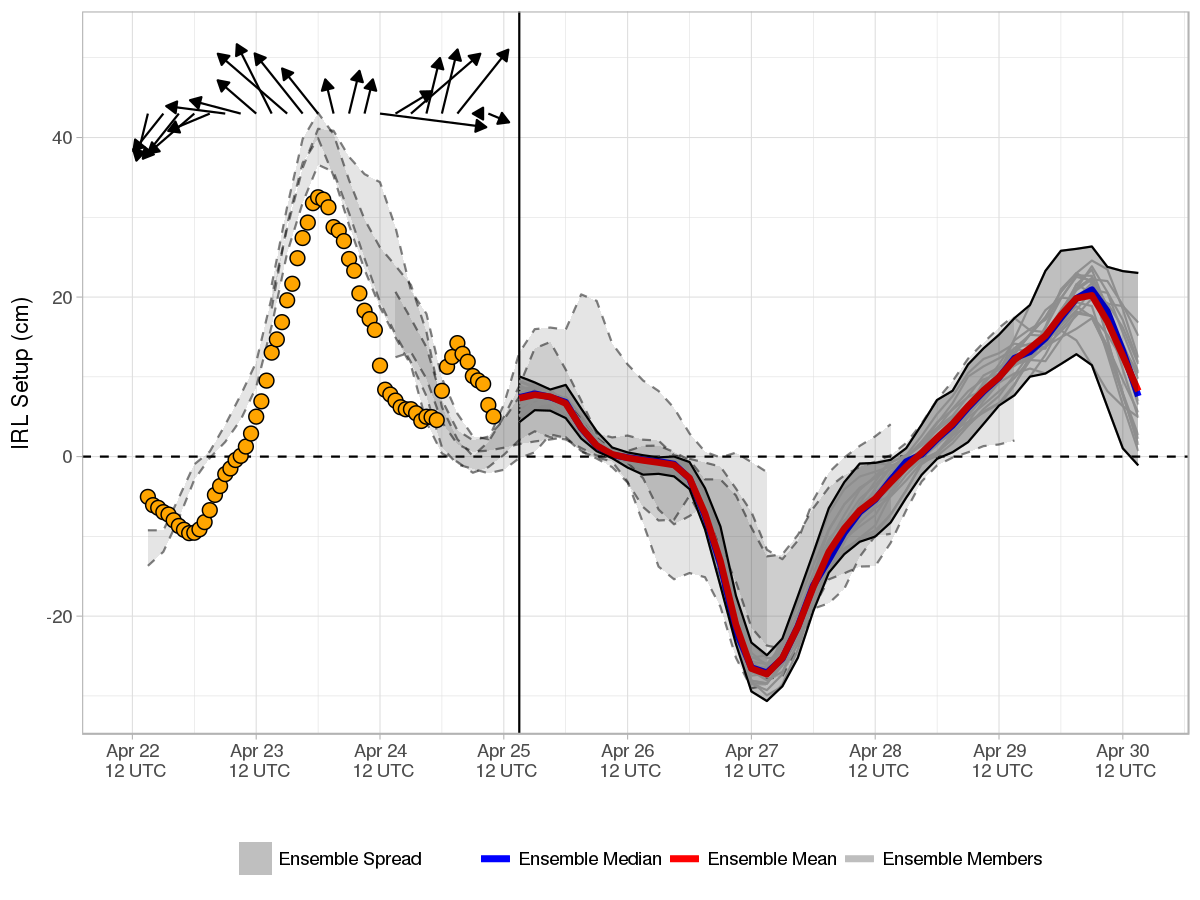 IRL Setup (cm)
40
20
0
-20
Apr 22 Apr 23 Apr 24 Apr 25 Apr 26 Apr 27 Apr 28 Apr 29 Apr 30
12 UTC 12 UTC 12 UTC 12 UTC 12 UTC 12 UTC 12 UTC 12 UTC 12 UTC
Ensemble Spread Ensemble Median Ensemble Mean Ensemble Members